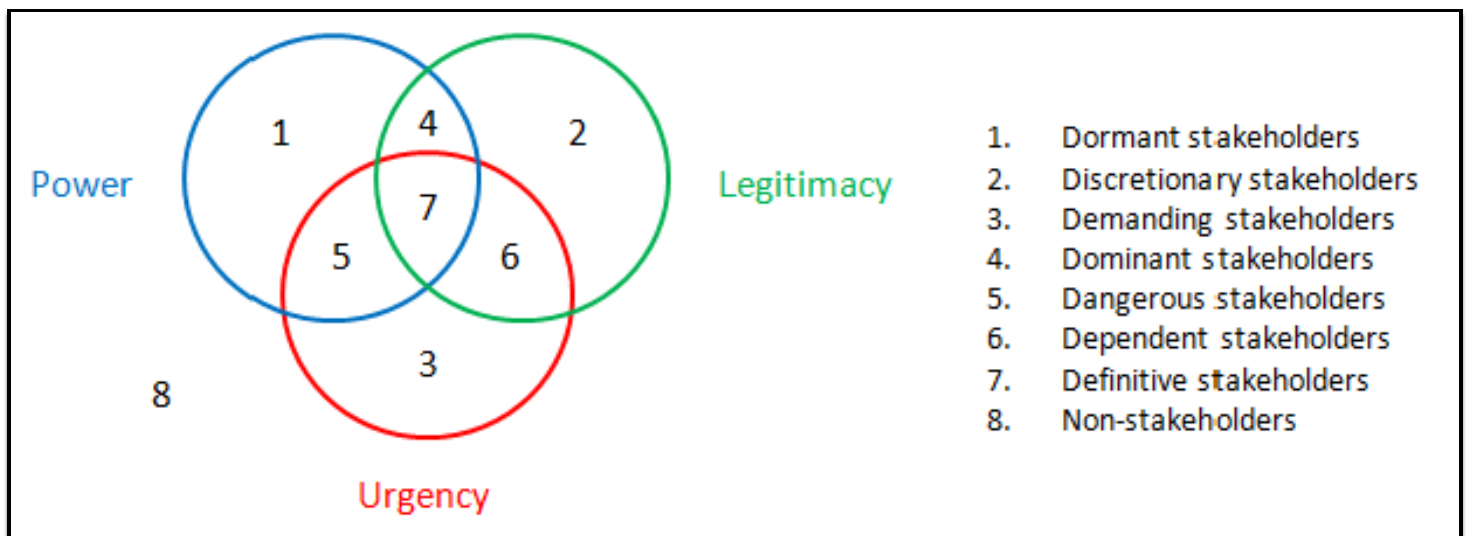 1
4
2
Power
7
Legitimacy
5
6
3
8
Urgency
1. Dormant stakeholders
2. Discretionary stakeholders
3. Demanding stakeholders
4. Dominant stakeholders
5. Dangerous stakeholders
6. Dependent stakeholders
7. Definitive stakeholders
8. Non-stakeholders